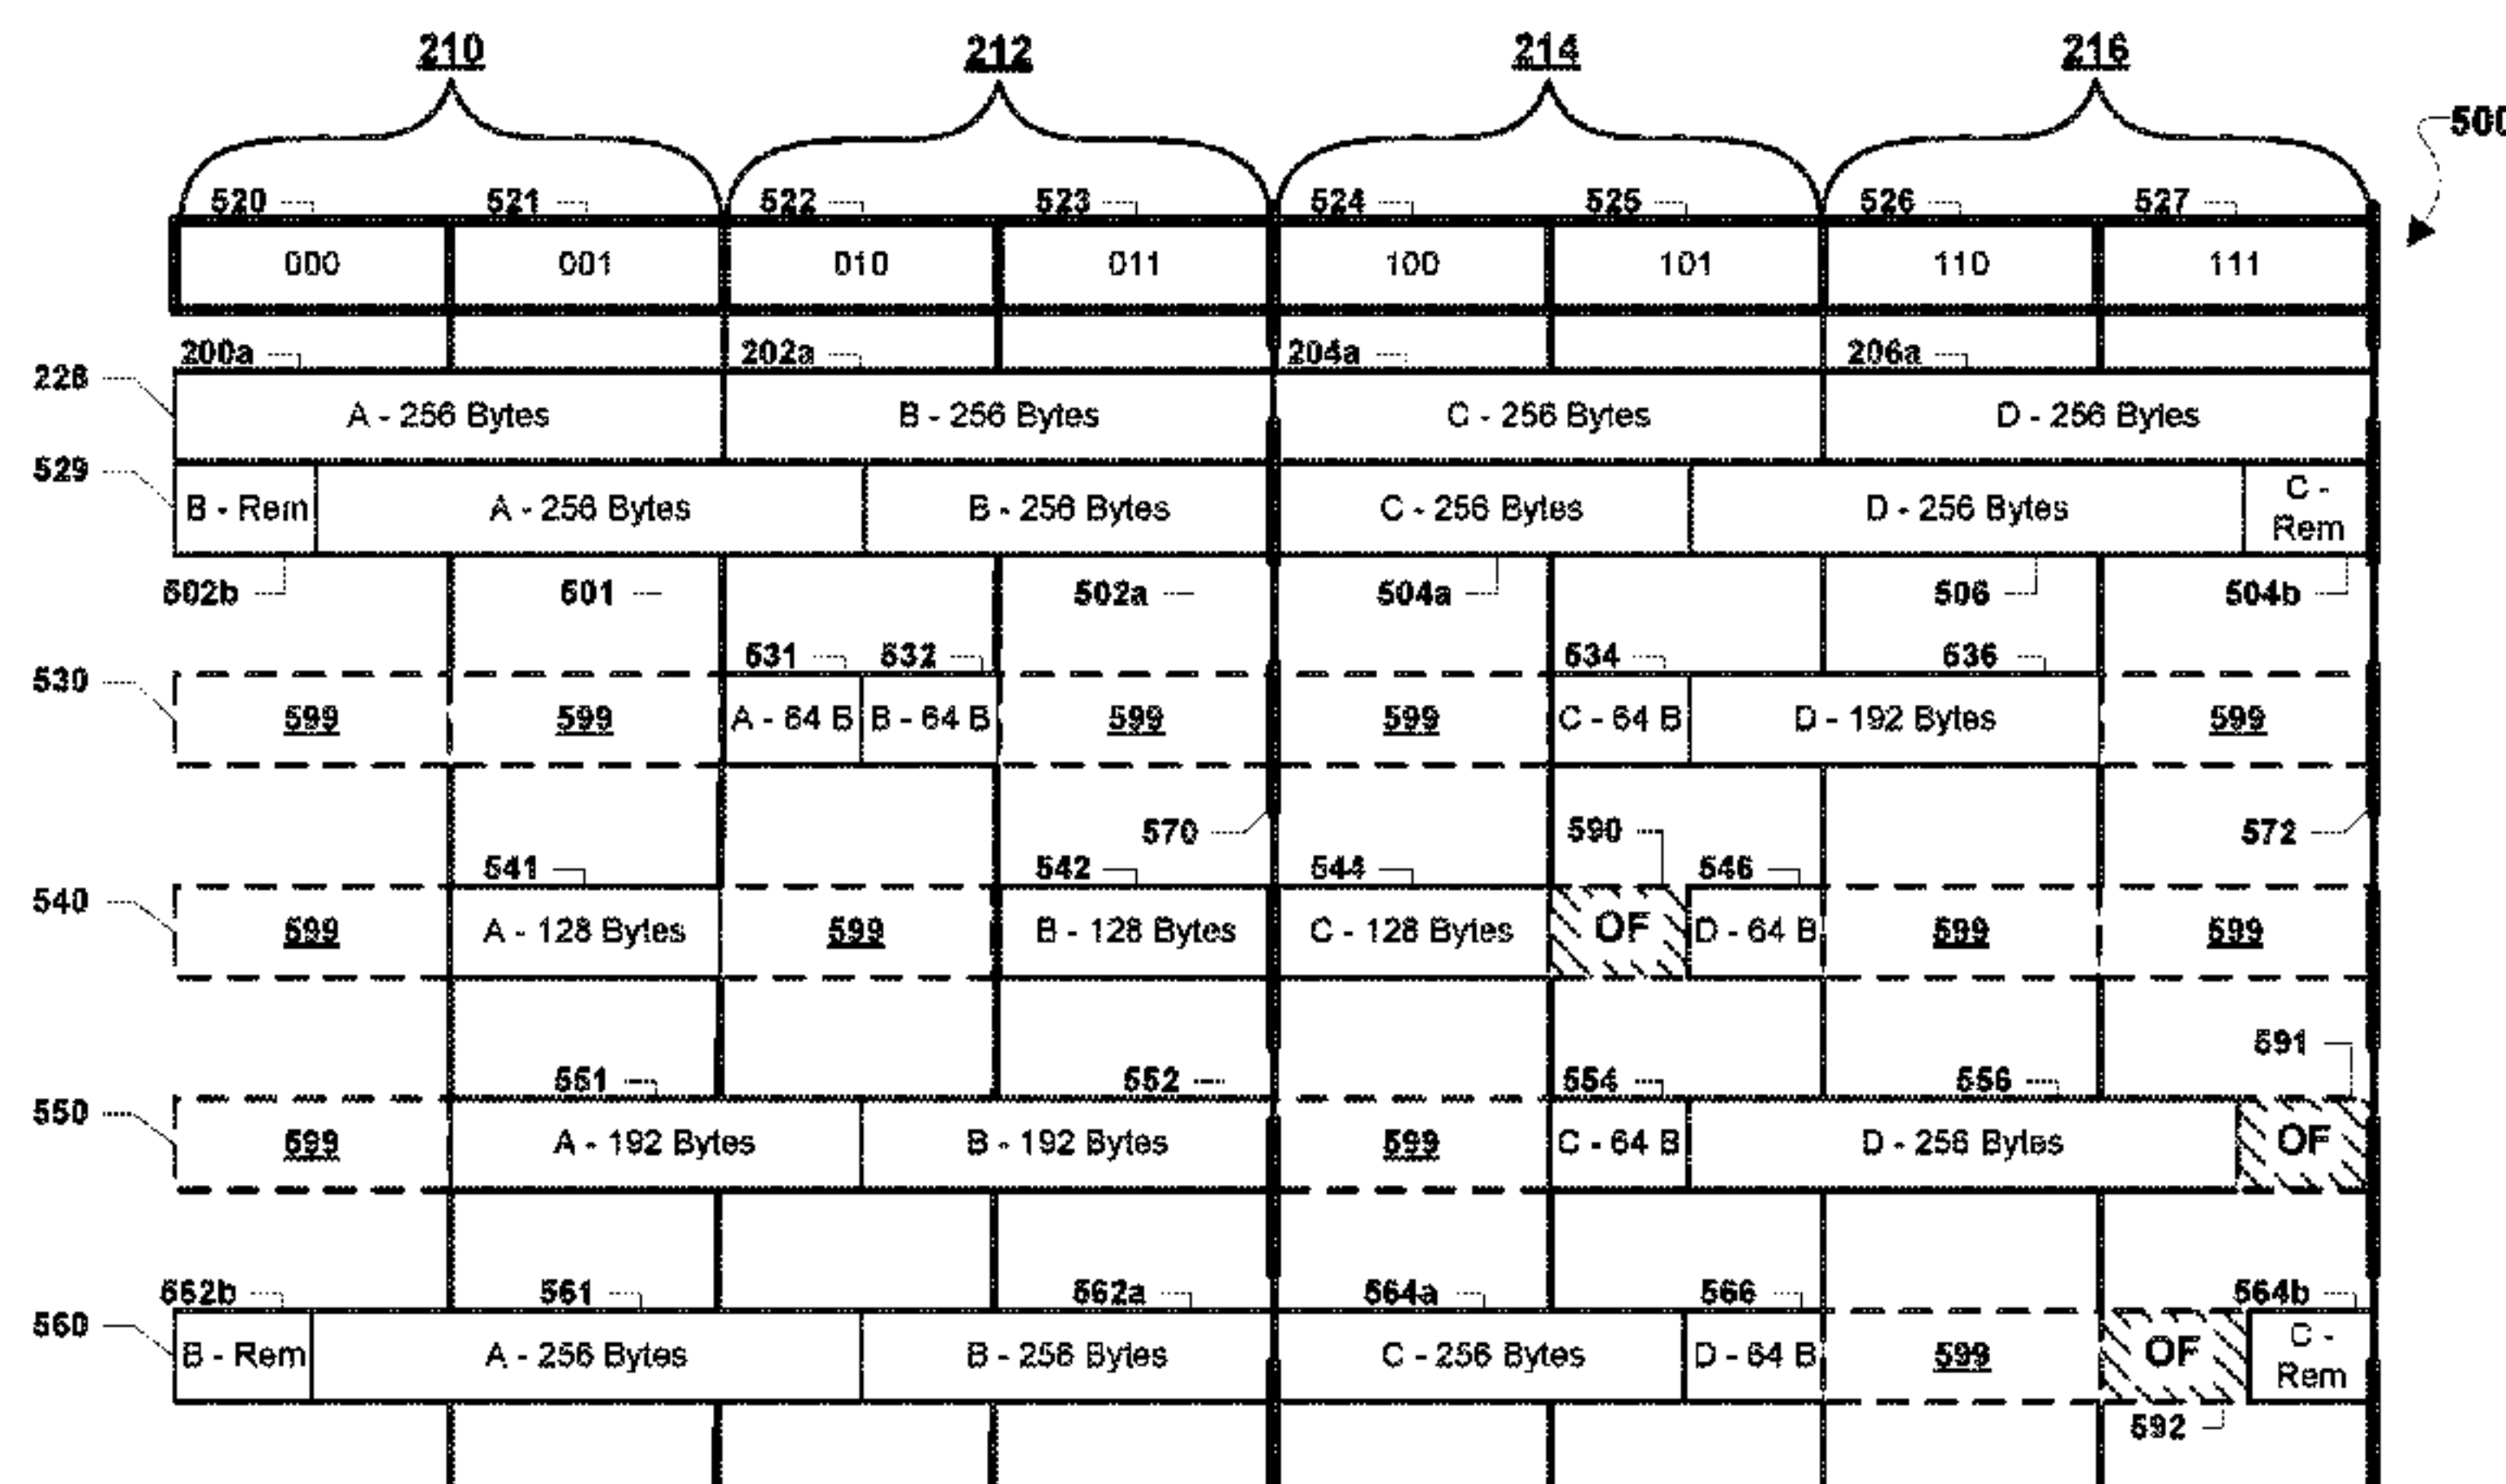 210 212 214 216
500
520 521 522 523 524 525 526 527
000 001 010 011 100 101 110 111
200a 202a 204a 206a
228
A - 256 Bytes B - 256 Bytes C - 256 Bytes D - 256 Bytes
529
B - Rem A - 256 Bytes B - 256 Bytes C - 256 Bytes D - 256 Bytes C - Rem
502b 501 502a 504a 506 504b
531 532 534 536
530
599 599 A - 64 B B - 64 B 599 599 C - 64 B D - 192 Bytes 599
570 590 572
541 542 544 546
540
599 A - 128 Bytes 599 B - 128 Bytes C - 128 Bytes OF D - 64 B 599 599
591
551 552 554 556
550
599 A - 192 Bytes B - 192 Bytes 599 C - 64 B D - 256 Bytes OF
562b 561 562a 564a 566 564b
560
B - Rem A - 256 Bytes B - 256 Bytes C - 256 Bytes D - 64 B 599 OF C - Rem
592